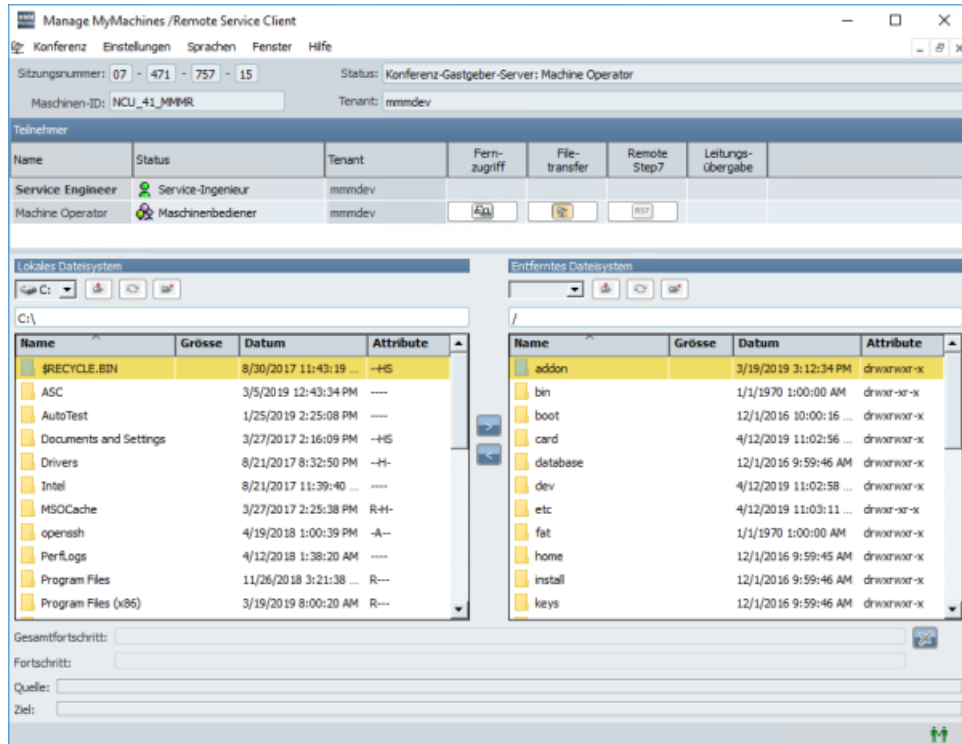 Manage MyMachines /Remote Service Client
Konferenz Einstellungen Sprachen Fenster Hilfe
Sitzungsnummer: 07 - 471 - 757 - 15 Status: Konferenz-Gastgeber-Server: Machine Operator
Maschinen-ID: NCU_41_MMMR Tenant: mmmdev
Teilnehmer
Name Status Tenant Fern-zugriff File-transfer Remote Step7 Leitungs-übergabe
Service Engineer Service-Ingenieur mmmdev
Machine Operator Maschinenbediener mmmdev RST
Lokales Dateisystem Entferntes Dateisystem
C:
C:\ /
Name Grösse Datum Attribute Name Grösse Datum Attribute
$RECYCLE.BIN 8/30/2017 11:43:19 ... --HS addon 3/19/2019 3:12:34 PM drwxrwxr-x
ASC 3/5/2019 12:43:34 PM ---- bin 1/1/1970 1:00:00 AM drwxr-xr-x
AutoTest 1/25/2019 2:25:08 PM ---- boot 12/1/2016 10:00:16 ... drwxrwxr-x
Documents and Settings 3/27/2017 2:16:09 PM --HS card 4/12/2019 11:02:56 ... drwxrwxr-x
Drivers 8/21/2017 8:32:50 PM --H- database 12/1/2016 9:59:46 AM drwxrwxr-x
Intel 8/21/2017 11:39:40 ... ---- dev 4/12/2019 11:02:58 ... drwxrwxr-x
MSOCache 3/27/2017 2:25:38 PM R-H- etc 4/12/2019 11:03:11 ... drwxr-xr-x
openssh 4/19/2018 1:00:39 PM -A-- fat 1/1/1970 1:00:00 AM drwxrwxr-x
PerfLogs 4/12/2018 1:38:20 AM ---- home 12/1/2016 9:59:45 AM drwxrwxr-x
Program Files 11/26/2018 3:21:38 ... R--- install 12/1/2016 9:59:46 AM drwxrwxr-x
Program Files (x86) 3/19/2019 8:00:20 AM R--- keys 12/1/2016 9:59:46 AM drwxrwxr-x
Gesamtfortschritt:
Fortschritt:
Quelle:
Ziel: